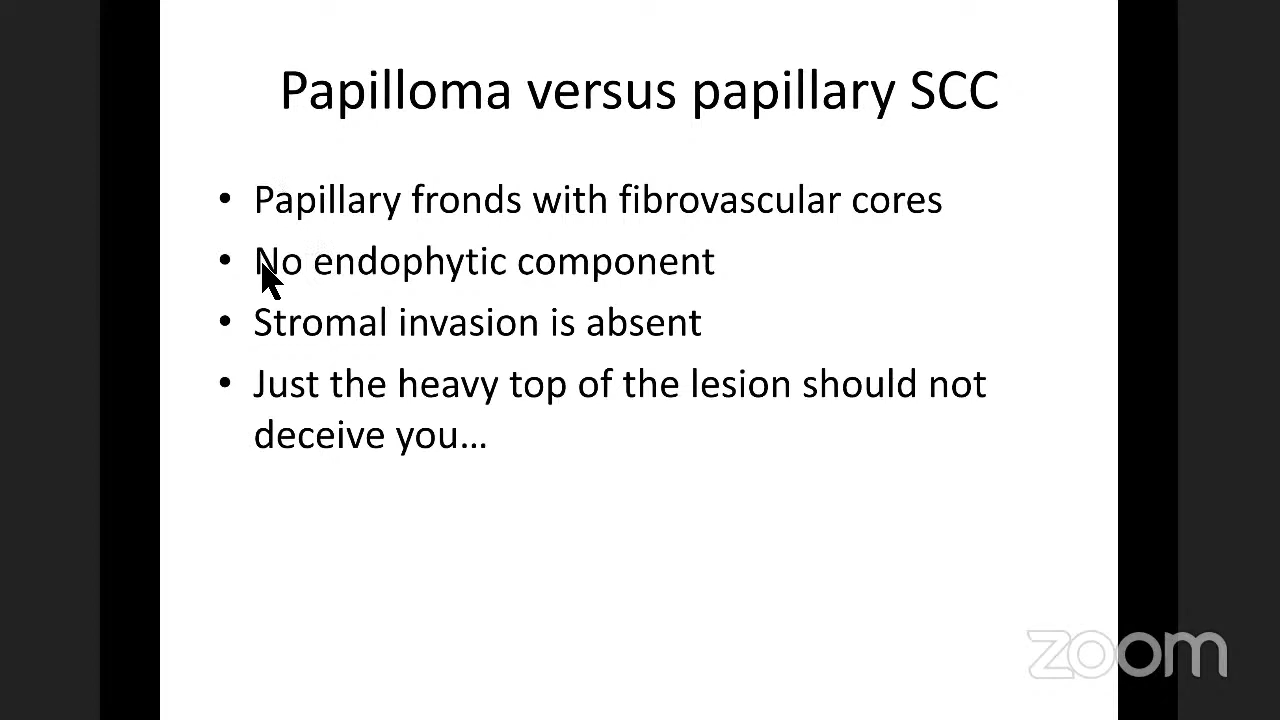 Papilloma versus papillary SCC
• Papillary fronds with fibrovascular cores
• No endophytic component
• Stromal invasion is absent
• Just the heavy top of the lesion should not
deceive you…
zoom